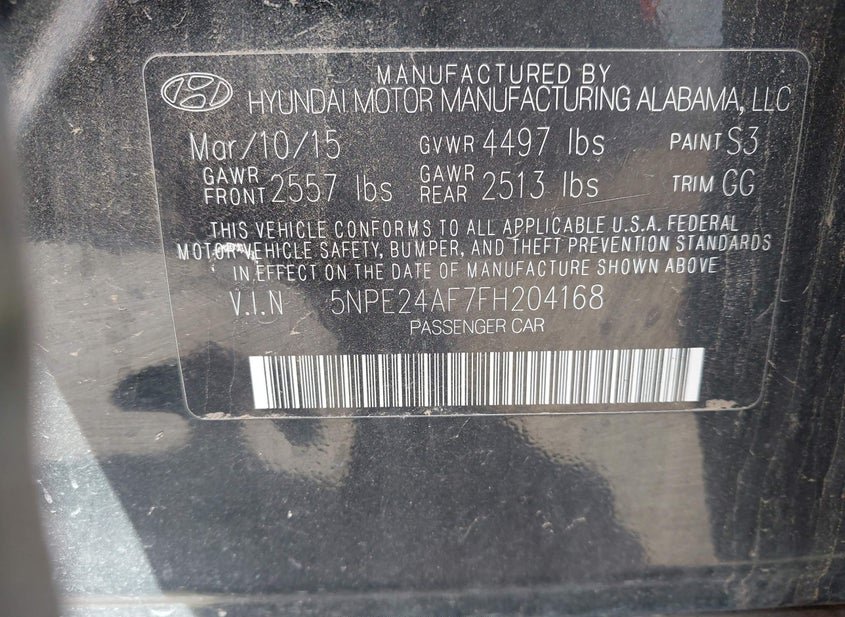 MANUFACTURED BY
HYUNDAI MOTOR MANUFACTURING ALABAMA, LLC
Mar/10/15 GVWR 4497 lbs PAINT S3
GAWR FRONT 2557 lbs GAWR REAR 2513 lbs TRIM GG
THIS VEHICLE CONFORMS TO ALL APPLICABLE U.S.A. FEDERAL
MOTOR VEHICLE SAFETY, BUMPER, AND THEFT PREVENTION STANDARDS
IN EFFECT ON THE DATE OF MANUFACTURE SHOWN ABOVE
V.I.N 5NPE24AF7FH204168
PASSENGER CAR